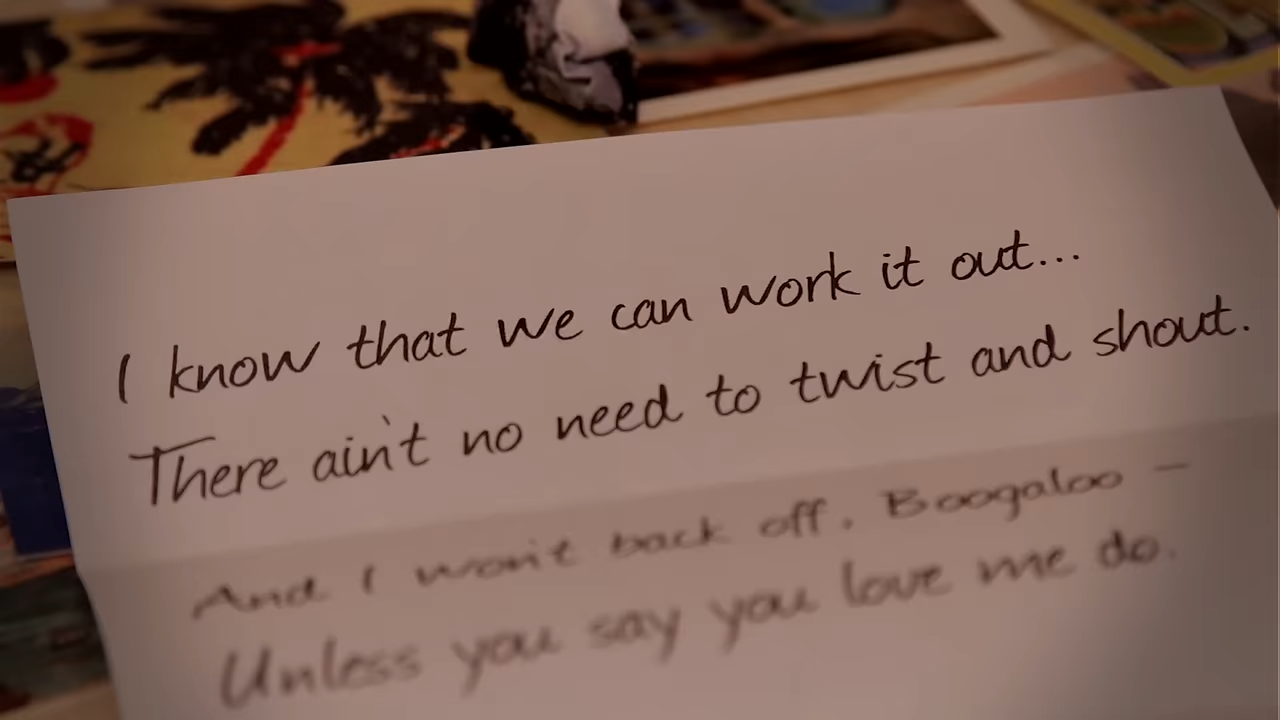 I know that we can work it out...
There ain't no need to twist and shout.
And I won't back off, Boogaloo –
Unless you say you love me do.